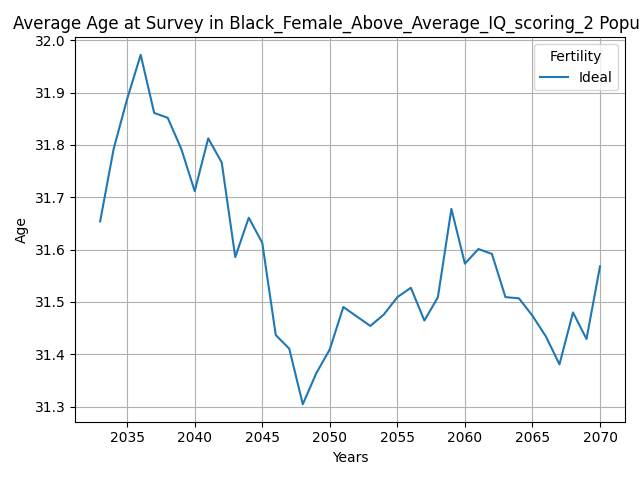 Average Age at Survey in Black_Female_Above_Average_IQ_scoring_2 Popu
32.0
31.9
31.8
31.7
31.6
31.5
31.4
31.3
Age
Fertility
Ideal
2035 2040 2045 2050 2055 2060 2065 2070
Years